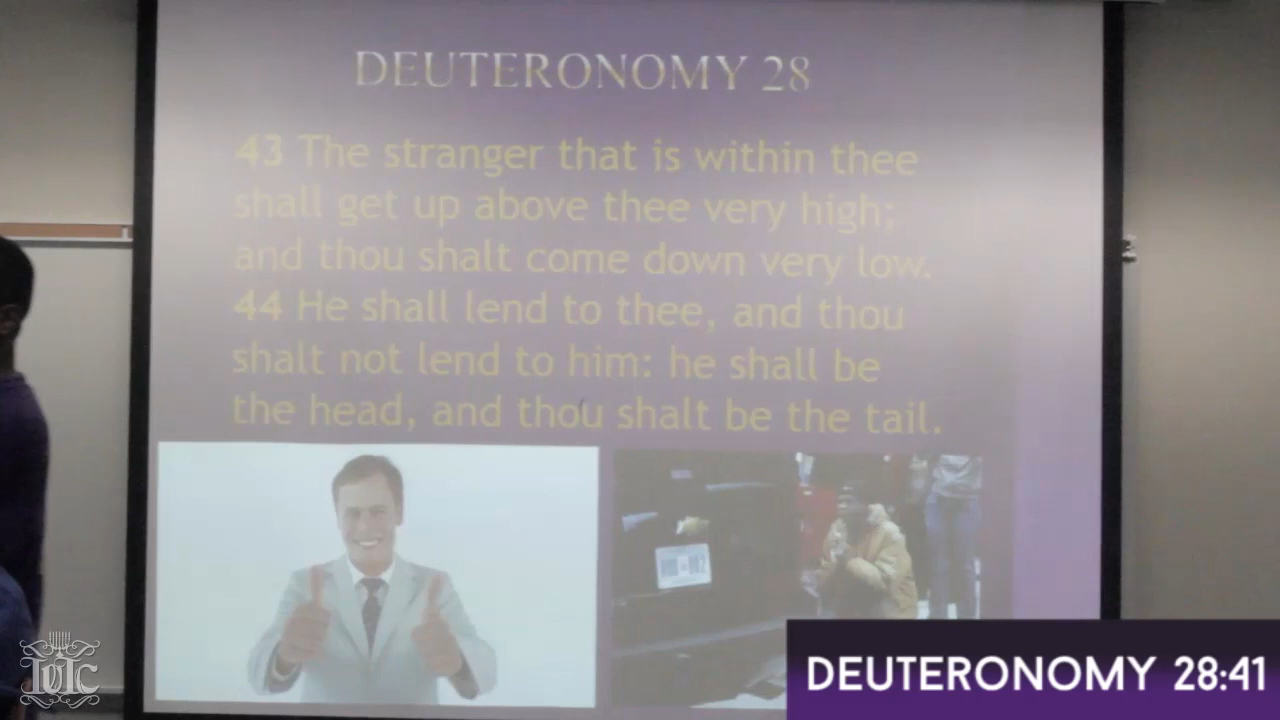 DEUTERONOMY 28
43 The stranger that is within thee
shall get up above thee very high;
and thou shalt come down very low.
44 He shall lend to thee, and thou
shalt not lend to him: he shall be
the head, and thou shalt be the tail.
IUIC
DEUTERONOMY 28:41